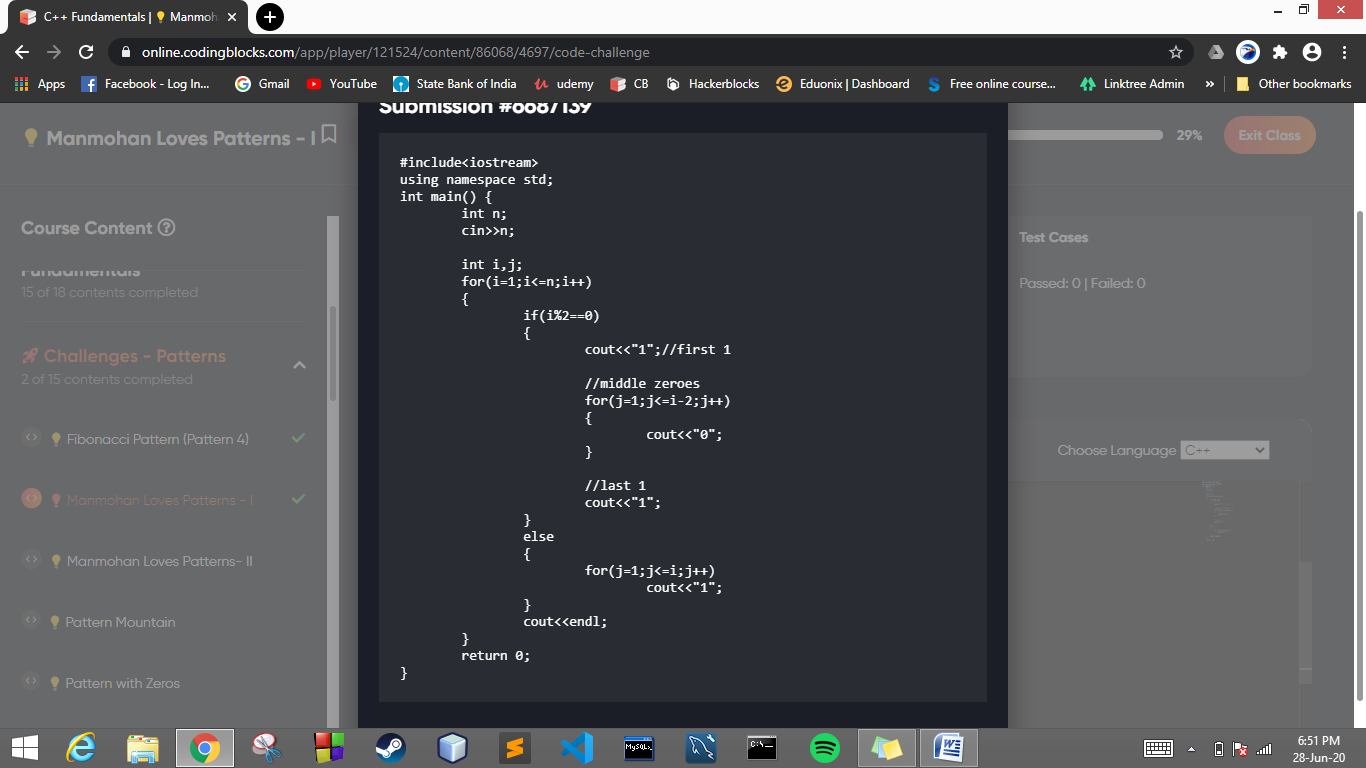 C++ Fundamentals | Manmoh
online.codingblocks.com/app/player/121524/content/86068/4697/code-challenge
Apps Facebook - Log In... Gmail YouTube State Bank of India udemy CB Hackerblocks Eduonix | Dashboard Free online course... Linktree Admin » Other bookmarks
Submission #6687139
Manmohan Loves Patterns - I
29%
Exit Class
Course Content
Fundamentals
15 of 18 contents completed
Challenges - Patterns
2 of 15 contents completed
Fibonacci Pattern (Pattern 4)
Manmohan Loves Patterns - I
Manmohan Loves Patterns- II
Pattern Mountain
Pattern with Zeros
#include<iostream>
using namespace std;
int main() {
int n;
cin>>n;
int i,j;
for(i=1;i<=n;i++)
{
if(i%2==0)
{
cout<<"1";//first 1
//middle zeroes
for(j=1;j<=i-2;j++)
{
cout<<"0";
}
//last 1
cout<<"1";
}
else
{
for(j=1;j<=i;j++)
cout<<"1";
}
cout<<endl;
}
return 0;
}
Test Cases
Passed: 0 | Failed: 0
Choose Language C++
6:51 PM
28-Jun-20